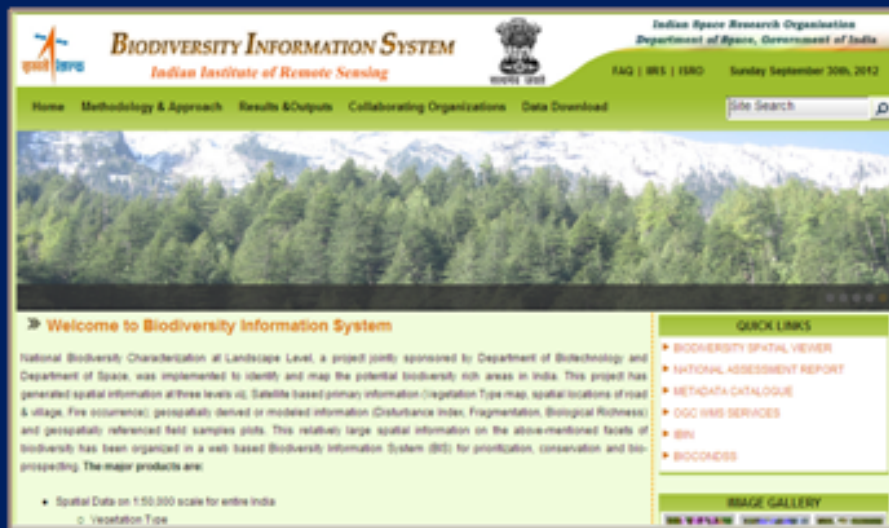 BIODIVERSITY INFORMATION SYSTEM
Indian Institute of Remote Sensing
Indian Space Research Organisation
Department of Space, Government of India
FAQ | IIRS | ISRO Sunday September 30th, 2012
Home Methodology & Approach Results &Outputs Collaborating Organizations Data Download
Site Search
Welcome to Biodiversity Information System
National Biodiversity Characterization at Landscape Level, a project jointly sponsored by Department of Biotechnology and
Department of Space, was implemented to identify and map the potential biodiversity rich areas in India. This project has
generated spatial information at three levels viz. Satellite based primary information (Vegetation Type map, spatial locations of road
& village, Fire occurrence); geospatially derived or modeled information (Disturbance Index, Fragmentation, Biological Richness)
and geospatially referenced field samples plots. This relatively large spatial information on the above-mentioned facets of
biodiversity has been organized in a web based Biodiversity Information System (BIS) for prioritization, conservation and bio-
prospecting. The major products are:
Spatial Data on 1:50,000 scale for entire India
Vegetation Type
QUICK LINKS
BIODIVERSITY SPATIAL VIEWER
NATIONAL ASSESSMENT REPORT
METADATA CATALOGUE
OGC WMS SERVICES
IBIN
BIOCONDSS
IMAGE GALLERY